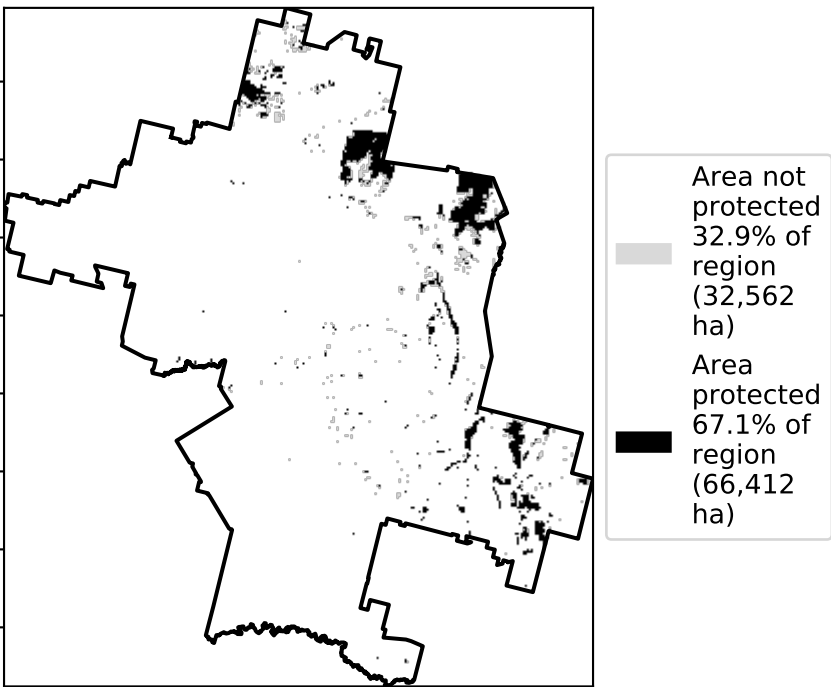 Area not
protected
32.9% of
region
(32,562
ha)
Area
protected
67.1% of
region
(66,412
ha)